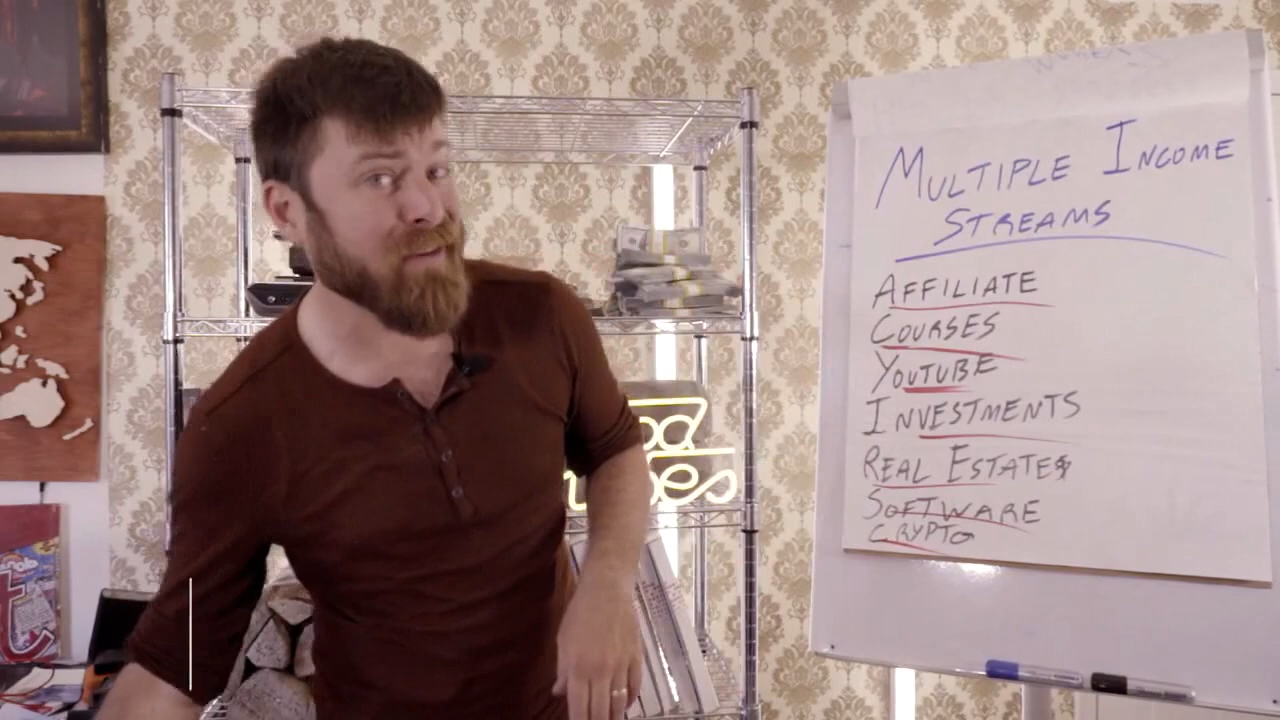 MULTIPLE INCOME
STREAMS
AFFILIATE
COURSES
YOUTUBE
INVESTMENTS
REAL ESTATE
SOFTWARE
CRYPTO